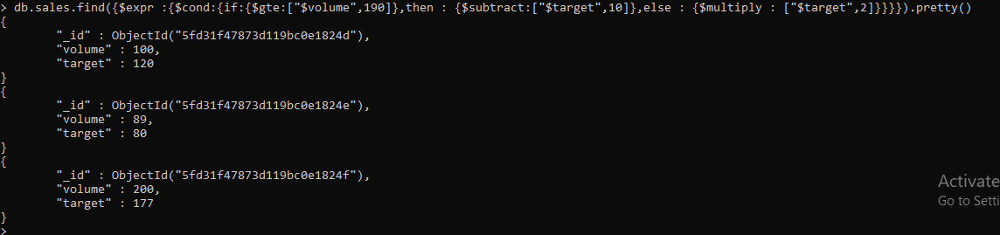 > db.sales.find({$expr :{$cond:{if:{$gte:["$volume",190]},then : {$subtract:["$target",10]},else : {$multiply : ["$target",2]}}}}).pretty()
{
        "_id" : ObjectId("5fd31f47873d119bc0e1824d"),
        "volume" : 100,
        "target" : 120
}
{
        "_id" : ObjectId("5fd31f47873d119bc0e1824e"),
        "volume" : 89,
        "target" : 80
}
{
        "_id" : ObjectId("5fd31f47873d119bc0e1824f"),
        "volume" : 200,
        "target" : 177
}
>
Activate
Go to Setti